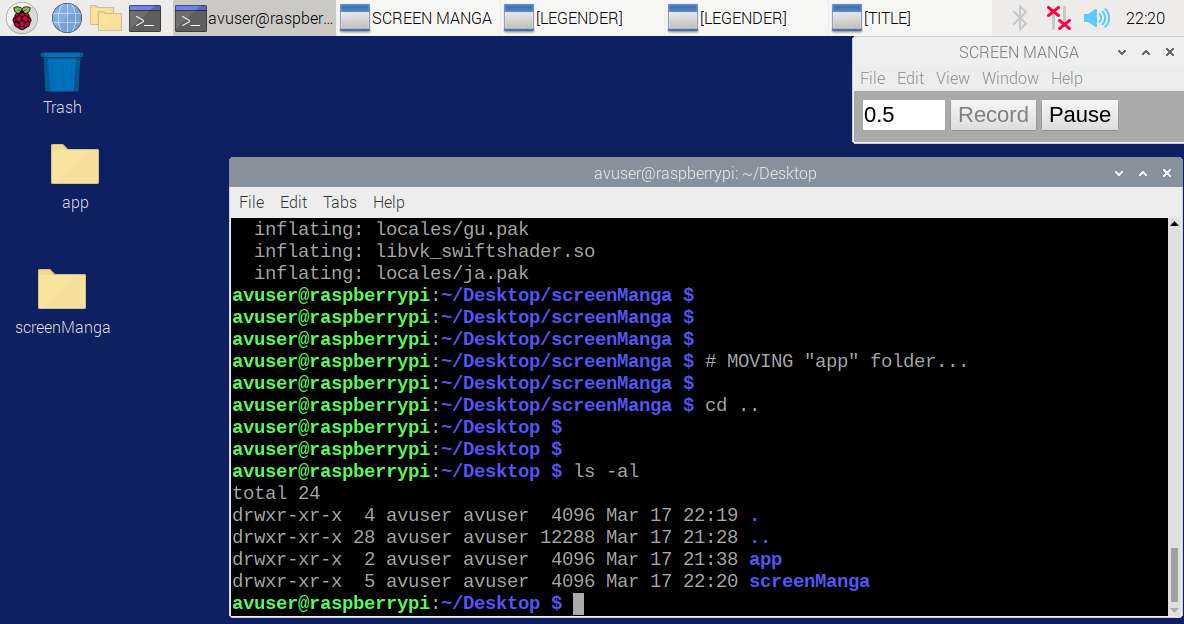 avuser@raspber... SCREEN MANGA [LEGENDER] [LEGENDER] [TITLE] 22:20
Trash
app
screenManga
SCREEN MANGA
File Edit View Window Help
0.5 Record Pause
avuser@raspberrypi: ~/Desktop
File Edit Tabs Help
inflating: locales/gu.pak
inflating: libvk_swiftshader.so
inflating: locales/ja.pak
avuser@raspberrypi:~/Desktop/screenManga $
avuser@raspberrypi:~/Desktop/screenManga $
avuser@raspberrypi:~/Desktop/screenManga $
avuser@raspberrypi:~/Desktop/screenManga $ # MOVING "app" folder...
avuser@raspberrypi:~/Desktop/screenManga $
avuser@raspberrypi:~/Desktop/screenManga $ cd ..
avuser@raspberrypi:~/Desktop $
avuser@raspberrypi:~/Desktop $
avuser@raspberrypi:~/Desktop $ ls -al
total 24
drwxr-xr-x  4 avuser avuser  4096 Mar 17 22:19 .
drwxr-xr-x 28 avuser avuser 12288 Mar 17 21:28 ..
drwxr-xr-x  2 avuser avuser  4096 Mar 17 21:38 app
drwxr-xr-x  5 avuser avuser  4096 Mar 17 22:20 screenManga
avuser@raspberrypi:~/Desktop $